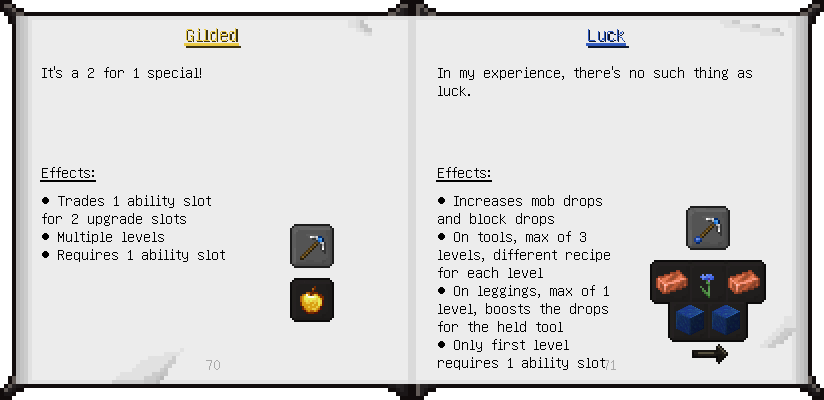 Gilded
It's a 2 for 1 special!
Effects:
● Trades 1 ability slot
for 2 upgrade slots
● Multiple levels
● Requires 1 ability slot
70
Luck
In my experience, there's no such thing as
luck.
Effects:
● Increases mob drops
and block drops
● On tools, max of 3
levels, different recipe
for each level
● On leggings, max of 1
level, boosts the drops
for the held tool
● Only first level
requires 1 ability slot
71